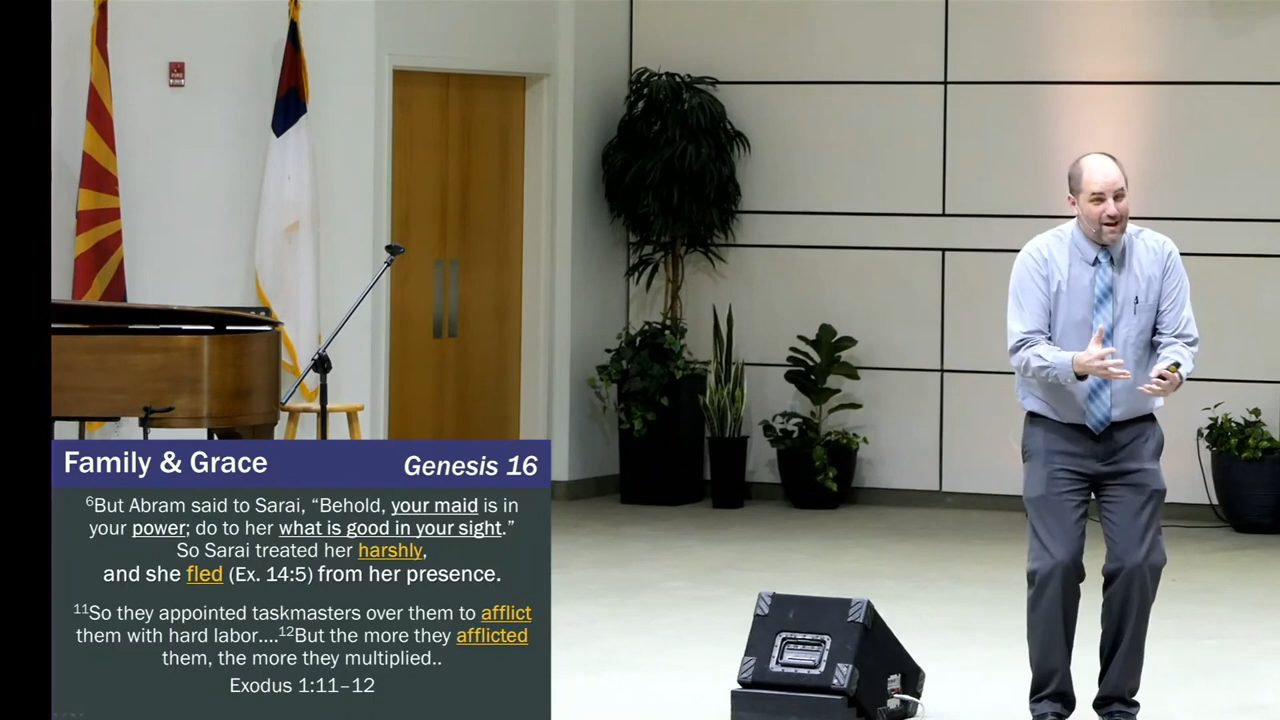 FIRE
Family & Grace Genesis 16
6But Abram said to Sarai, “Behold, your maid is in
your power; do to her what is good in your sight.”
So Sarai treated her harshly,
and she fled (Ex. 14:5) from her presence.
11So they appointed taskmasters over them to afflict
them with hard labor....12But the more they afflicted
them, the more they multiplied..
Exodus 1:11–12